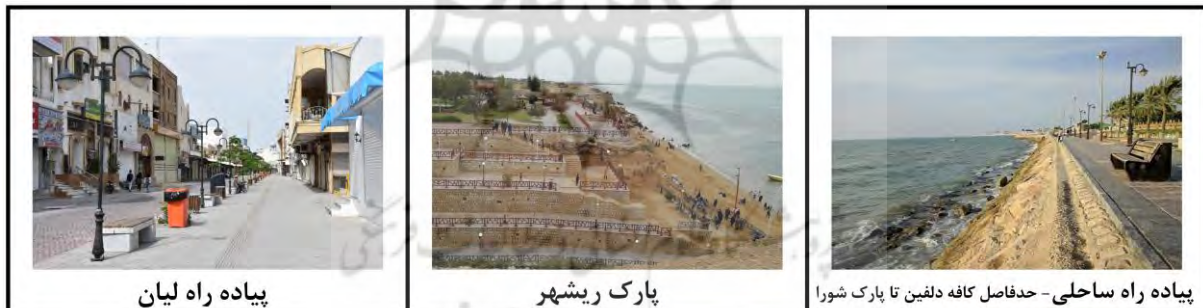 پیاده راه ساحلی- حدفاصل کافه دلفین تا پارک شورا
پارک ریشهر
پیاده راه لیان